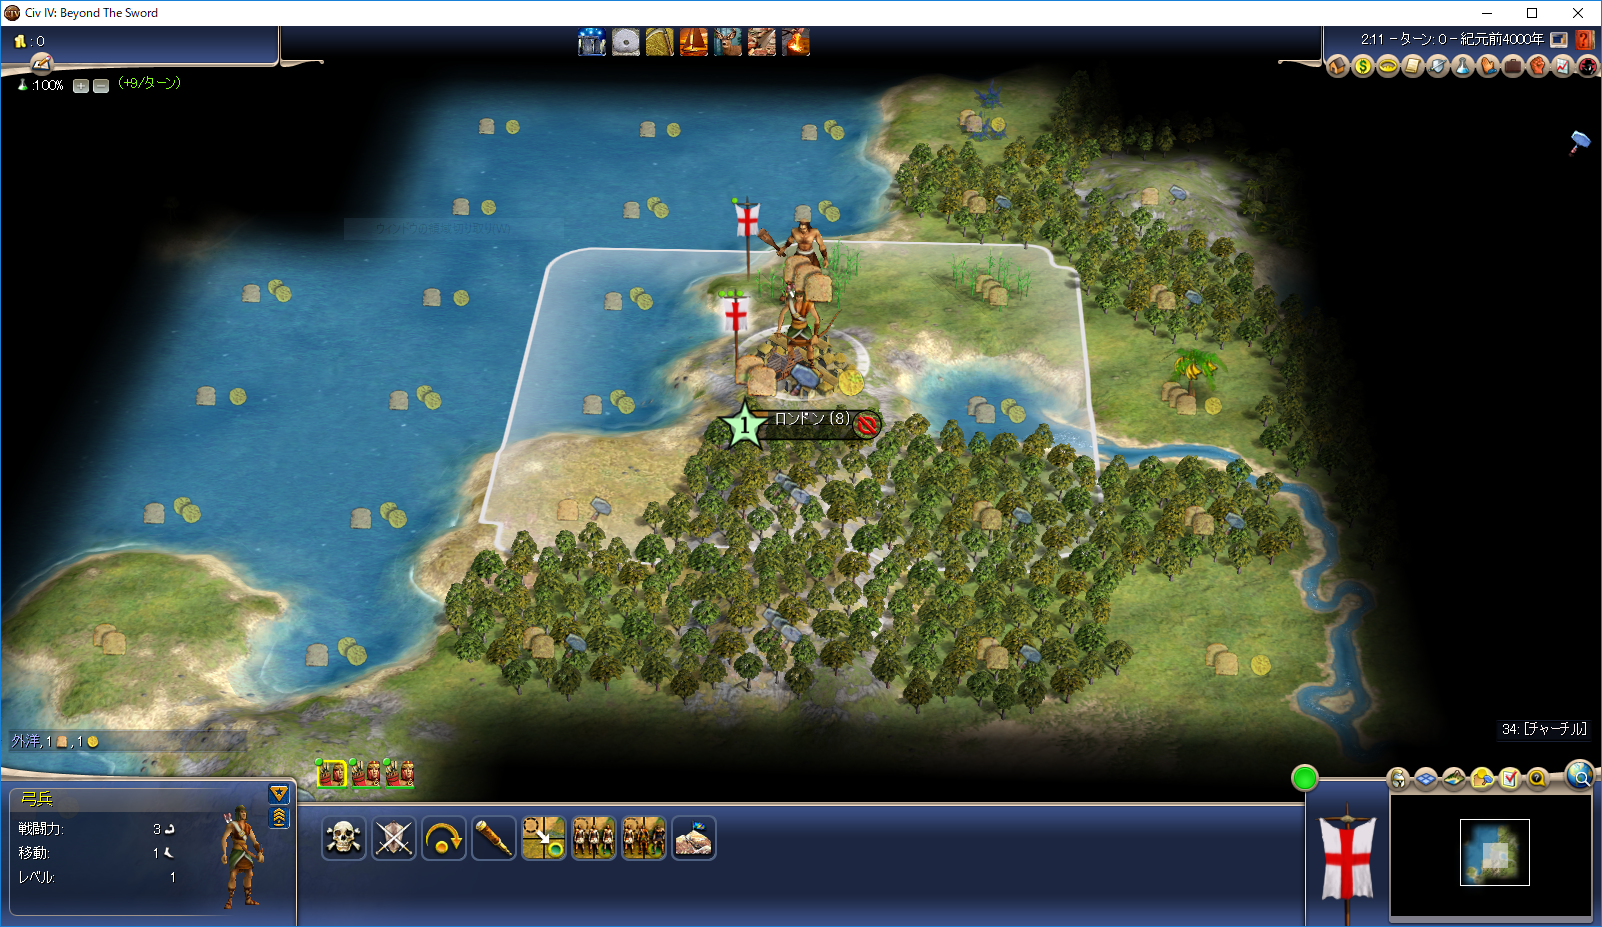 Civ IV: Beyond The Sword
: 0
2:11 - ターン: 0 - 紀元前4000年
:100%
(+9/ターン)
1
ロンドン (8)
34: [チャーチル]
外洋, 1 , 1
弓兵
戦闘力: 3
移動: 1
レベル: 1